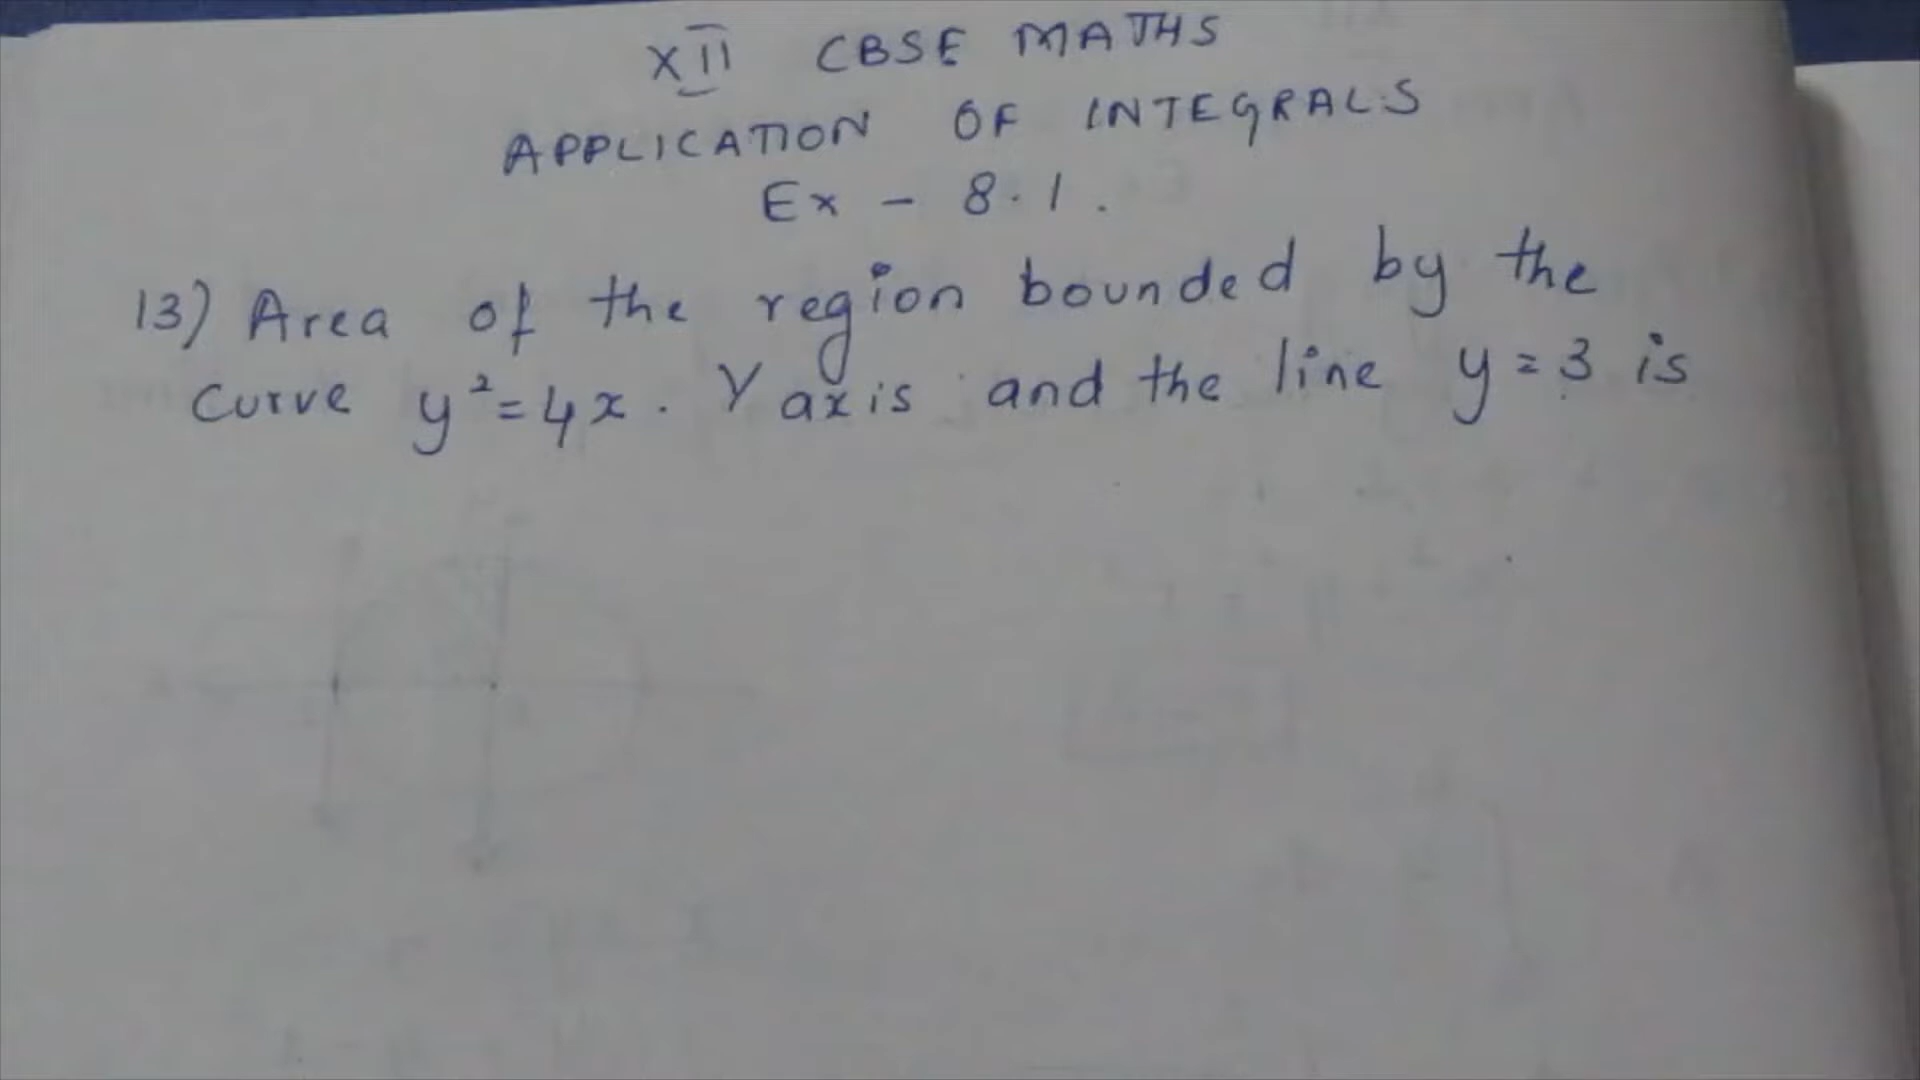 XII CBSE MATHS
APPLICATION OF INTEGRALS
Ex - 8.1.
13) Area of the region bounded by the
curve y² = 4x. Y axis and the line y = 3 is